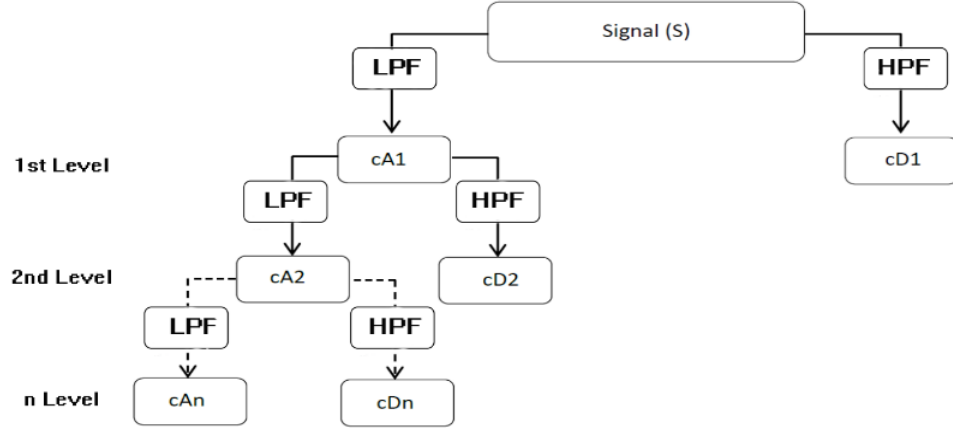 Signal (S)
LPF
HPF
1st Level
cA1
cD1
LPF
HPF
2nd Level
cA2
cD2
LPF
HPF
n Level
cAn
cDn